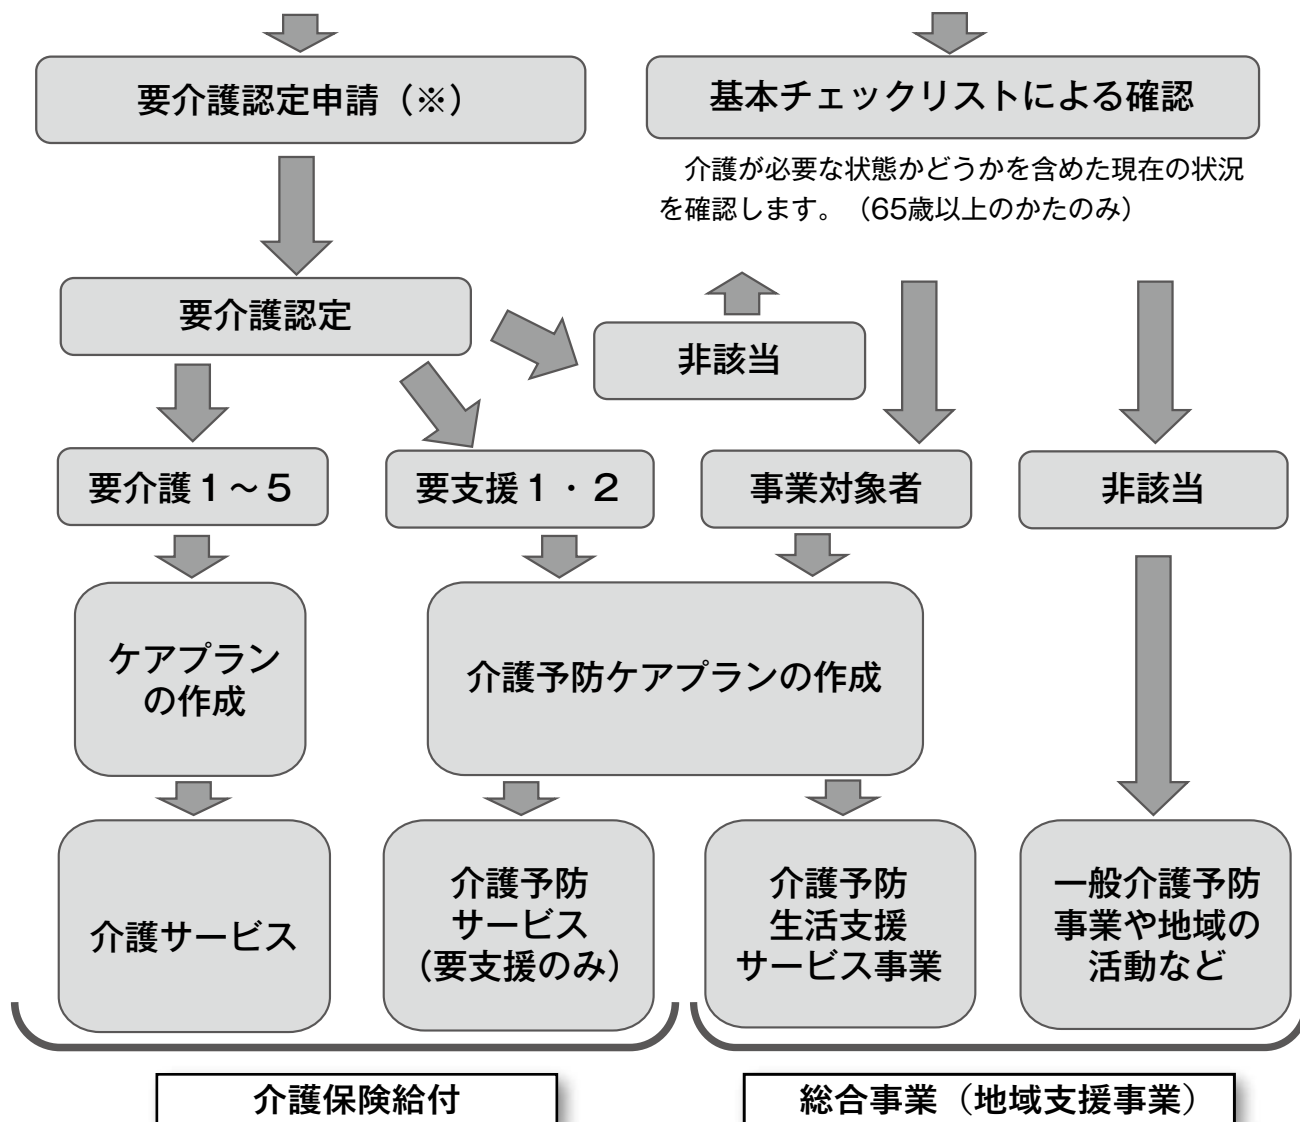 要介護認定申請（※）
基本チェックリストによる確認
介護が必要な状態かどうかを含めた現在の状況
を確認します。（65歳以上のかたのみ）
要介護認定
非該当
要介護１～５
要支援１・２
事業対象者
非該当
ケアプラン
の作成
介護予防ケアプランの作成
介護サービス
介護予防
サービス
（要支援のみ）
介護予防
生活支援
サービス事業
一般介護予防
事業や地域の
活動など
介護保険給付
総合事業（地域支援事業）